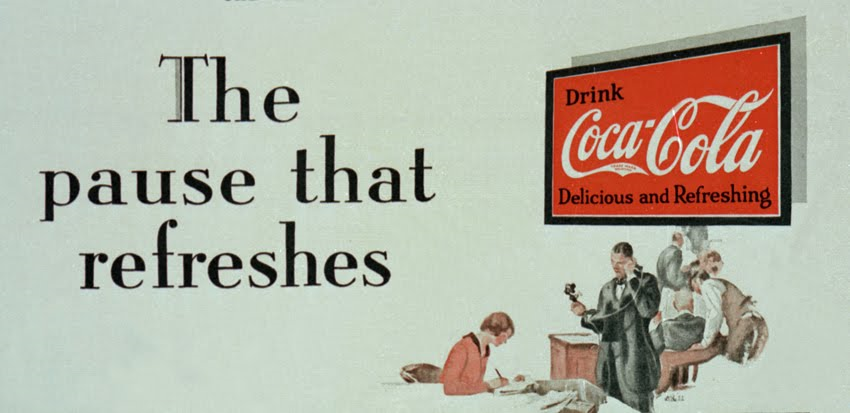 The
pause that
refreshes
Drink
Coca-Cola
Delicious and Refreshing